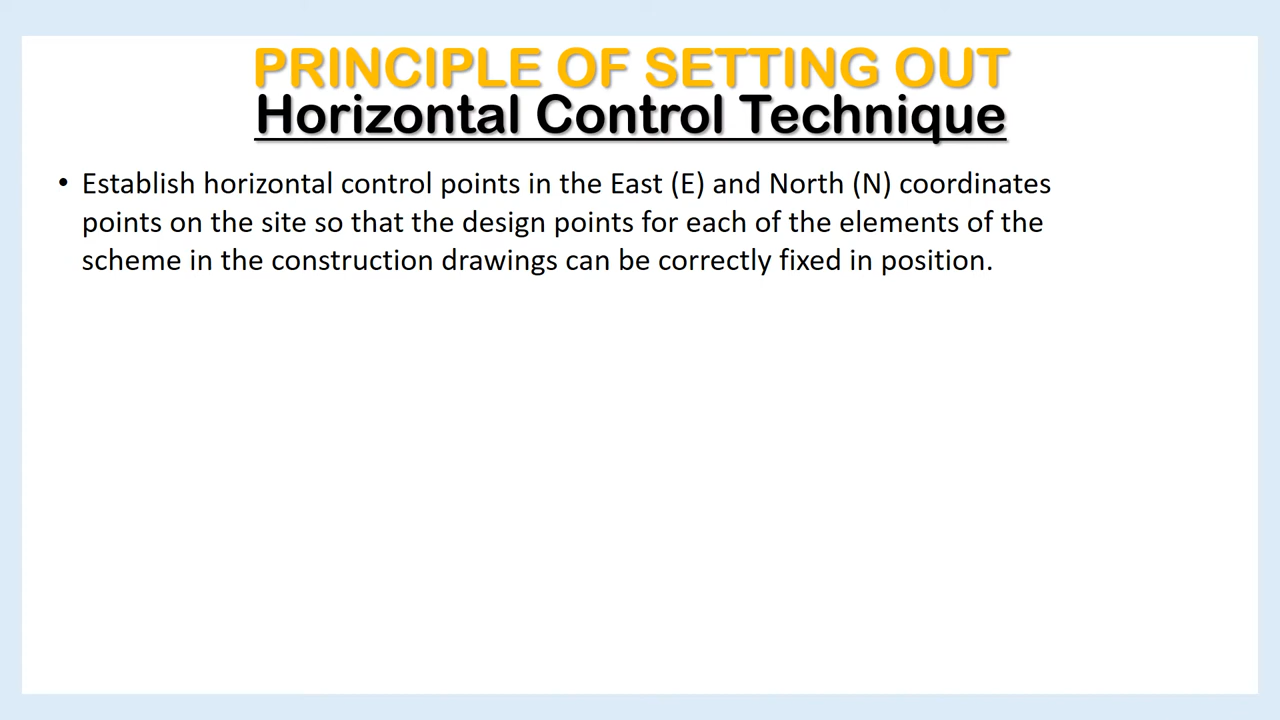 PRINCIPLE OF SETTING OUT
Horizontal Control Technique
• Establish horizontal control points in the East (E) and North (N) coordinates
points on the site so that the design points for each of the elements of the
scheme in the construction drawings can be correctly fixed in position.